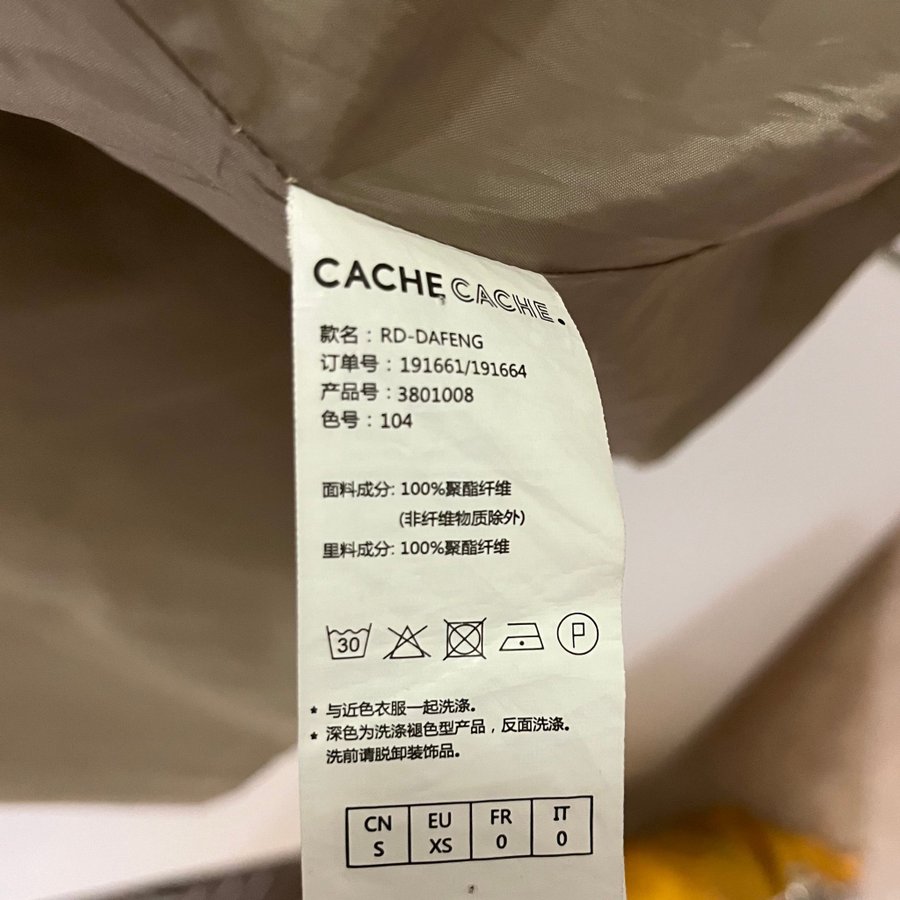 CACHE CACHE.
款名：RD-DAFENG
订单号：191661/191664
产品号：3801008
色号：104
面料成分: 100%聚酯纤维
(非纤维物质除外)
里料成分: 100%聚酯纤维
30 P
* 与近色衣服一起洗涤。
* 深色为洗涤褪色型产品，反面洗涤。
洗前请脱卸装饰品。
CN EU FR IT
S XS 0 0